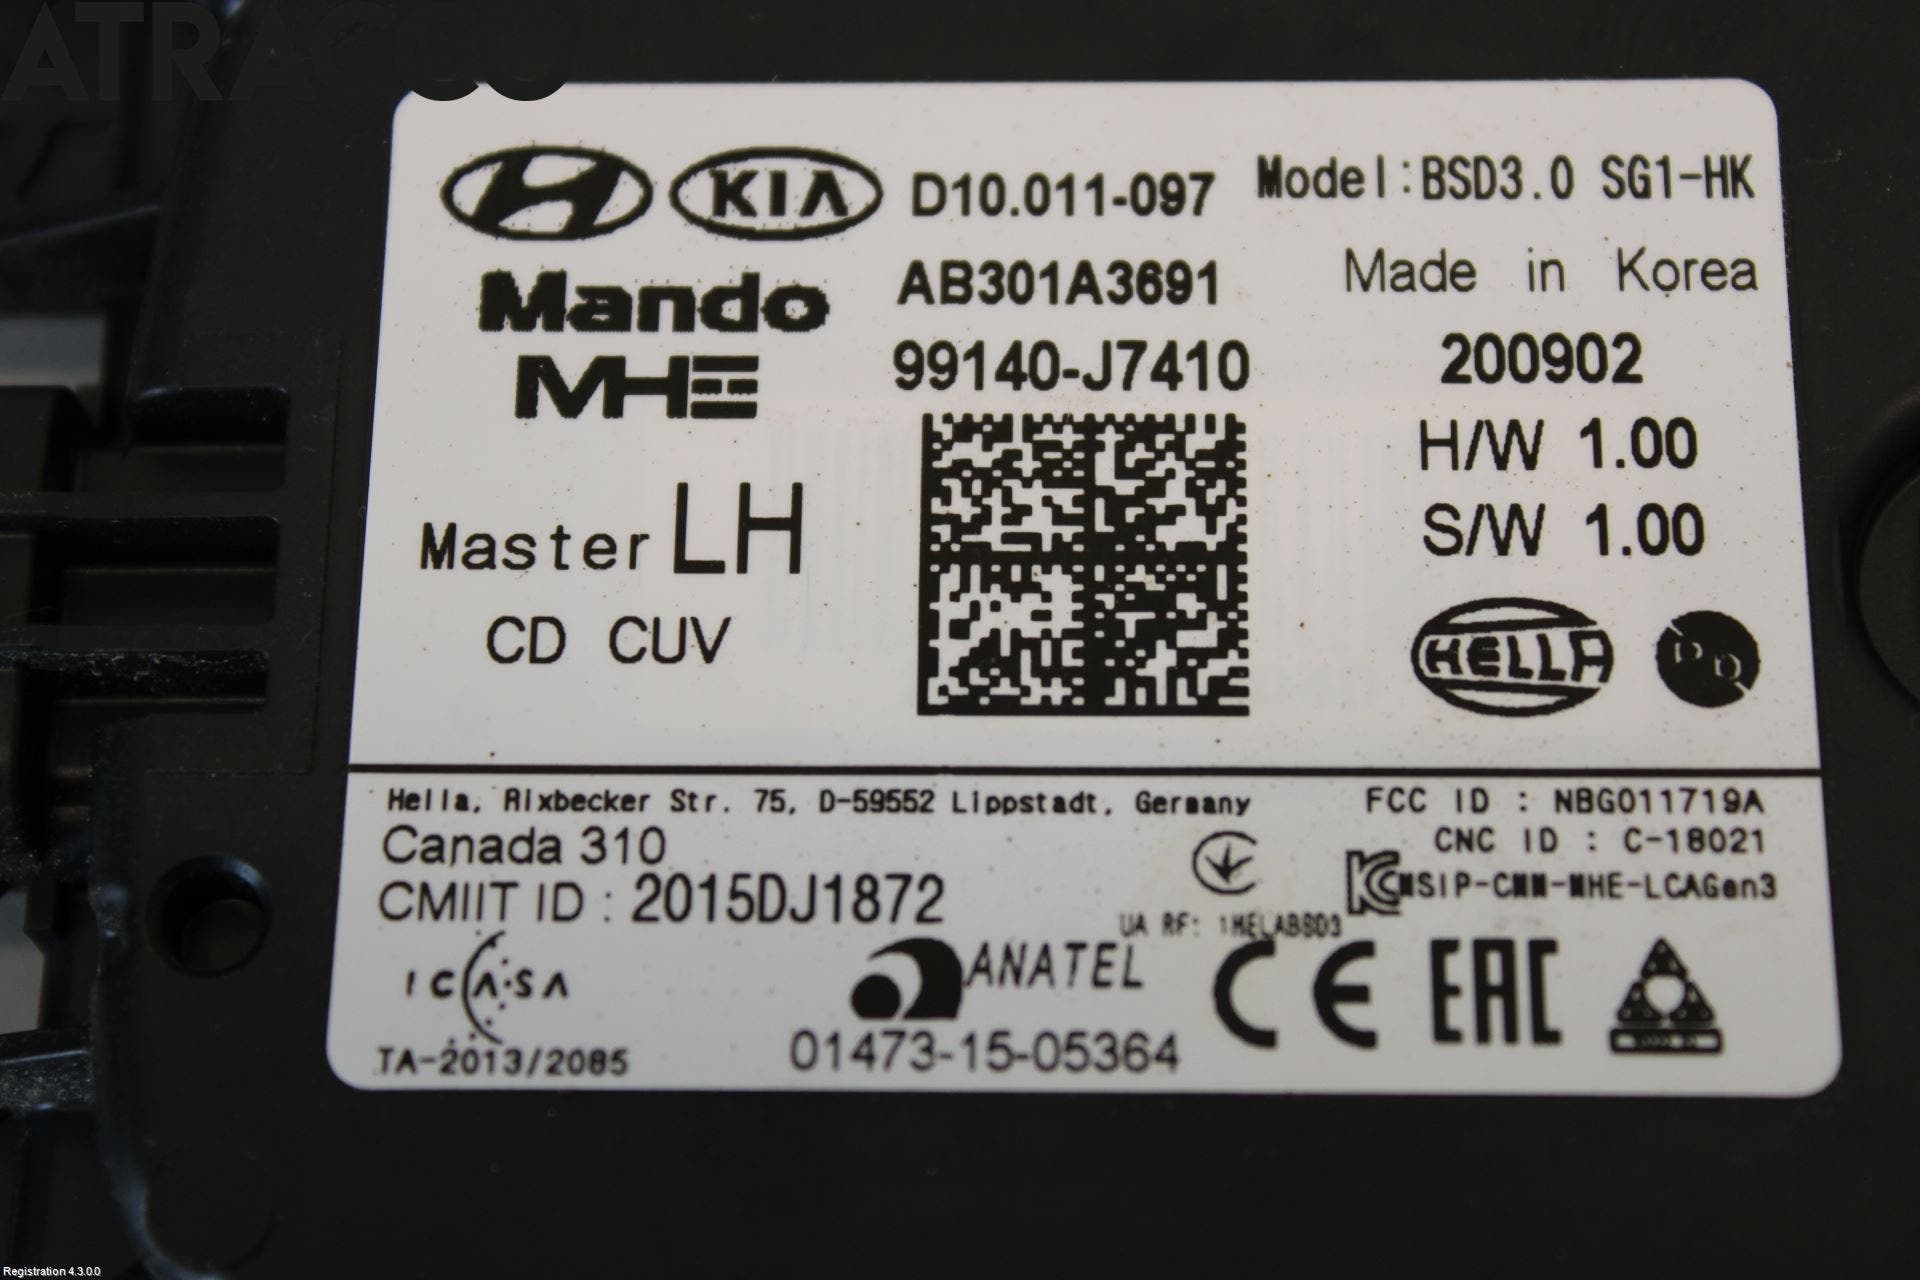 ATRACCO
KIA D10.011-097 Model:BSD3.0 SG1-HK
Mando AB301A3691 Made in Korea
MHE 99140-J7410 200902
H/W 1.00
S/W 1.00
Master LH
CD CUV
HELLA
Hella, Rixbecker Str. 75, D-59552 Lippstadt, Germany FCC ID : NBG011719A
Canada 310 CNC ID : C-18021
CMIIT ID : 2015DJ1872 MSIP-CMM-MHE-LCAGen3
UA RF: 1HELABSD3
ICASA ANATEL CE EAC
TA-2013/2085 01473-15-05364
Registration 4.3.0.0